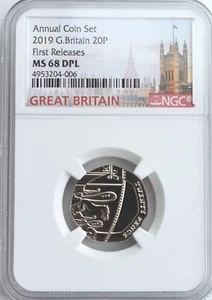 Annual Coin Set
2019 G.Britain 20P
First Releases
MS 68 DPL
4953204-006
GREAT BRITAIN
NGC
TWENTY PENCE